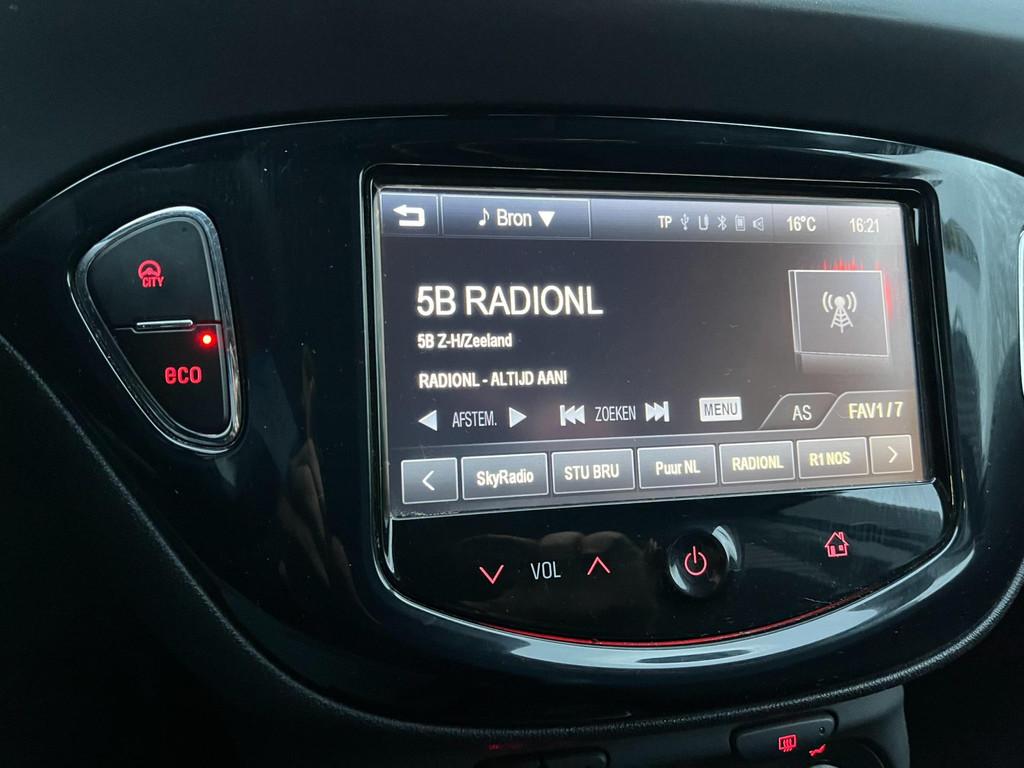 Bron TP 16°C 16:21
5B RADIONL
5B Z-H/Zeeland
RADIONL - ALTIJD AAN!
AFSTEM. ZOEKEN MENU AS FAV1 / 7
SkyRadio STU BRU Puur NL RADIONL R1 NOS
CITY
eco
VOL